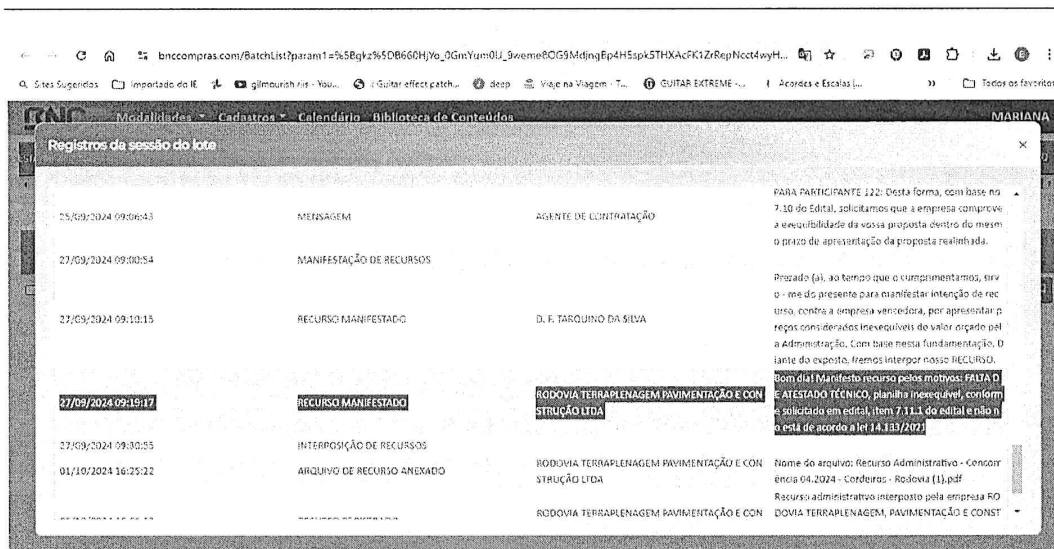 bnccompras.com/BatchList?param1=%5Bgkz%5DB660HjYo_
Sites Sugeridos Importado do IE gilmourish riis - You... : Guitar effect patch... deep Viaje na Viagem - T... GUITAR EXTREME -... Acordes e Escalas |... » Todos os favoritos
Modalidades Cadastros Calendário Biblioteca de Conteúdos MARIANA
Registros da sessão do lote ×
PARA PARTICIPANTE 122: Desta forma, com base no
25/09/2024 09:06:43 MENSAGEM AGENTE DE CONTRATAÇÃO 7.10 do Edital, solicitamos que a empresa comprove
a exequibilidade da vossa proposta dentro do mesm
o prazo de apresentação da proposta realinhada.
27/09/2024 09:00:54 MANIFESTAÇÃO DE RECURSOS
Prezado (a), ao tempo que o cumprimentamos, sirv
o - me do presente para manifestar intenção de rec
27/09/2024 09:10:15 RECURSO MANIFESTADO D. F. TARQUINO DA SILVA urso, contra a empresa vencedora, por apresentar p
reços considerados inexequíveis do valor orçado pel
a Administração. Com base nessa fundamentação, D
iante do exposto, iremos interpor nosso RECURSO.
Bom dia! Manifesto recurso pelos motivos: FALTA D
27/09/2024 09:19:17 RECURSO MANIFESTADO RODOVIA TERRAPLENAGEM PAVIMENTAÇÃO E CON E ATESTADO TÉCNICO, planilha inexequível, conform
STRUÇÃO LTDA e solicitado em edital, item 7.11.1 do edital e não n
o está de acordo a lei 14.133/2021
27/09/2024 09:30:55 INTERPOSIÇÃO DE RECURSOS
01/10/2024 16:25:22 ARQUIVO DE RECURSO ANEXADO RODOVIA TERRAPLENAGEM PAVIMENTAÇÃO E CON Nome do arquivo: Recurso Administrativo - Concorr
STRUÇÃO LTDA ência 04.2024 - Cordeiros - Rodovia (1).pdf
Recurso administrativo interposto pela empresa RO
RODOVIA TERRAPLENAGEM PAVIMENTAÇÃO E CON DOVIA TERRAPLENAGEM, PAVIMENTAÇÃO E CONST